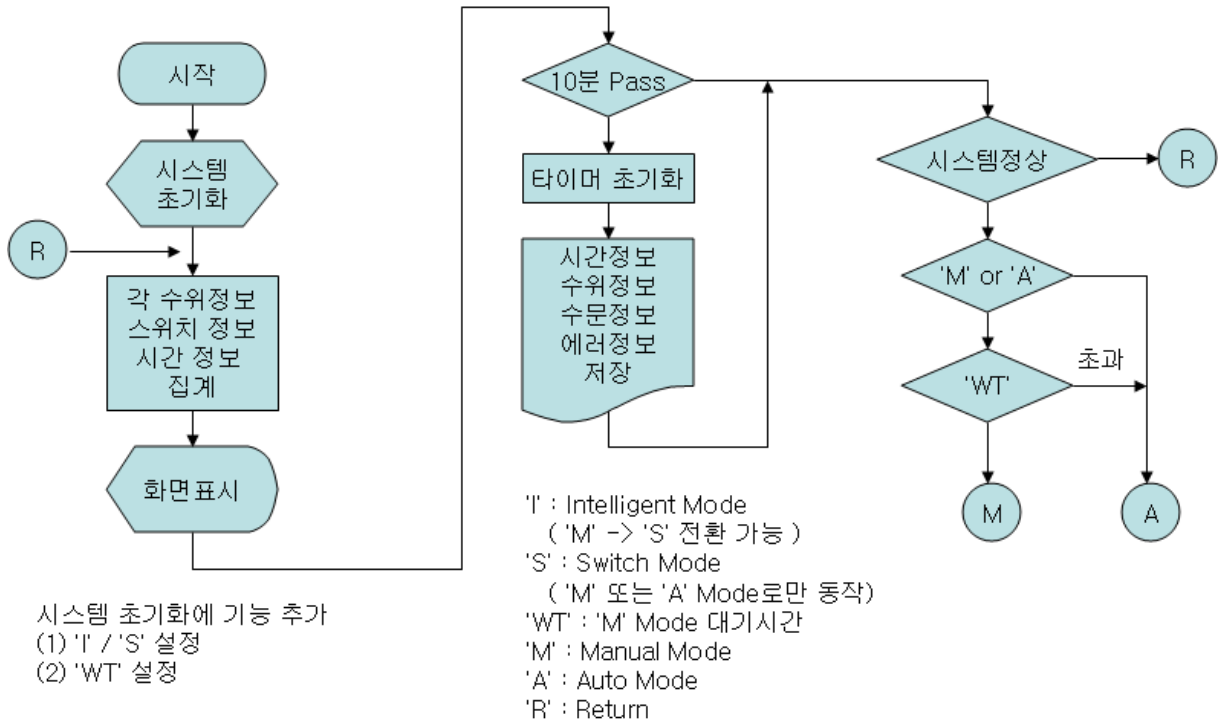 시작
시스템
초기화
R
각 수위정보
스위치 정보
시간 정보
집계
화면표시
시스템 초기화에 기능 추가
(1) 'I' / 'S' 설정
(2) 'WT' 설정
10분 Pass
타이머 초기화
시간정보
수위정보
수문정보
에러정보
저장
'I' : Intelligent Mode
( 'M' -> 'S' 전환 가능 )
'S' : Switch Mode
( 'M' 또는 'A' Mode로만 동작)
'WT' : 'M' Mode 대기시간
'M' : Manual Mode
'A' : Auto Mode
'R' : Return
시스템정상
R
'M' or 'A'
'WT'
초과
M
A